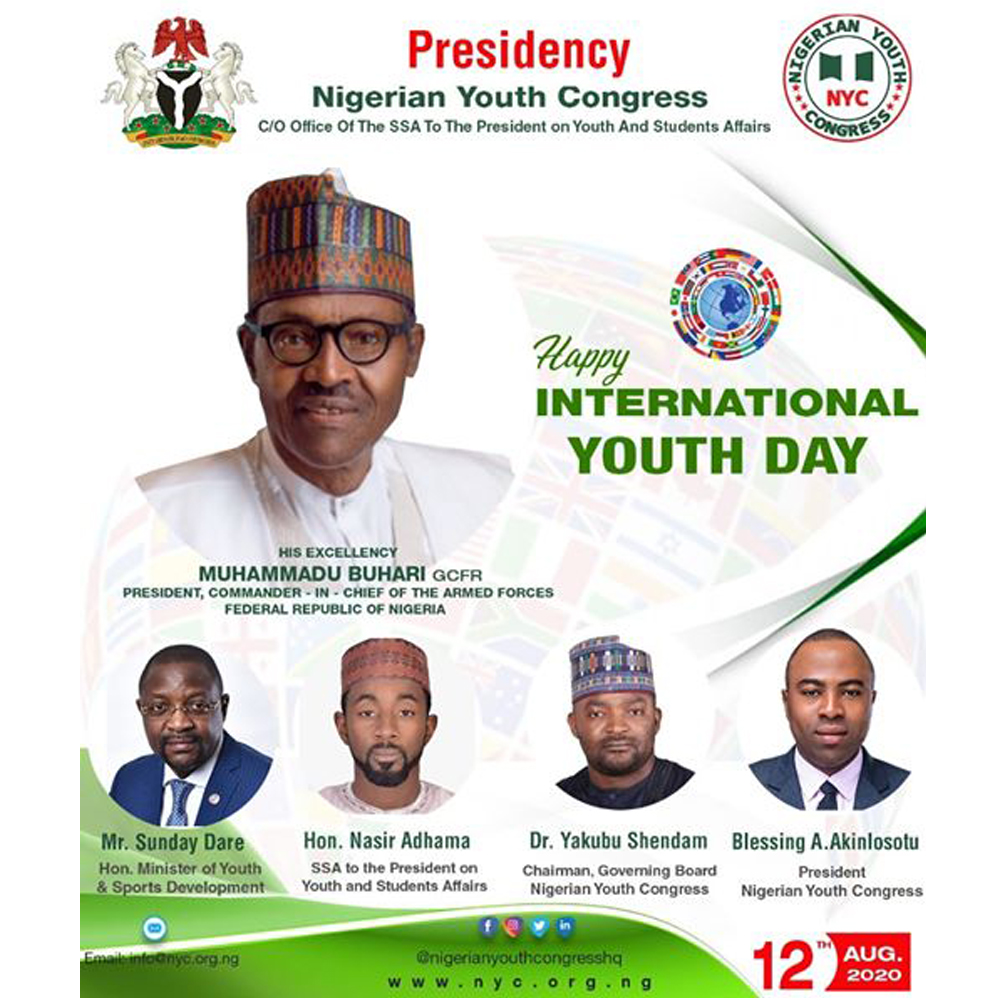 Presidency
Nigerian Youth Congress
C/O Office Of The SSA To The President on Youth And Students Affairs
NIGERIAN YOUTH
NYC
CONGRESS
Happy
INTERNATIONAL
YOUTH DAY
HIS EXCELLENCY
MUHAMMADU BUHARI GCFR
PRESIDENT, COMMANDER - IN - CHIEF OF THE ARMED FORCES
FEDERAL REPUBLIC OF NIGERIA
Mr. Sunday Dare
Hon. Minister of Youth
& Sports Development
Hon. Nasir Adhama
SSA to the President on
Youth and Students Affairs
Dr. Yakubu Shendam
Chairman, Governing Board
Nigerian Youth Congress
Blessing A.Akinlosotu
President
Nigerian Youth Congress
Email: info@nyc.org.ng
@nigerianyouthcongresshq
www.nyc.org.ng
12TH AUG.
2020